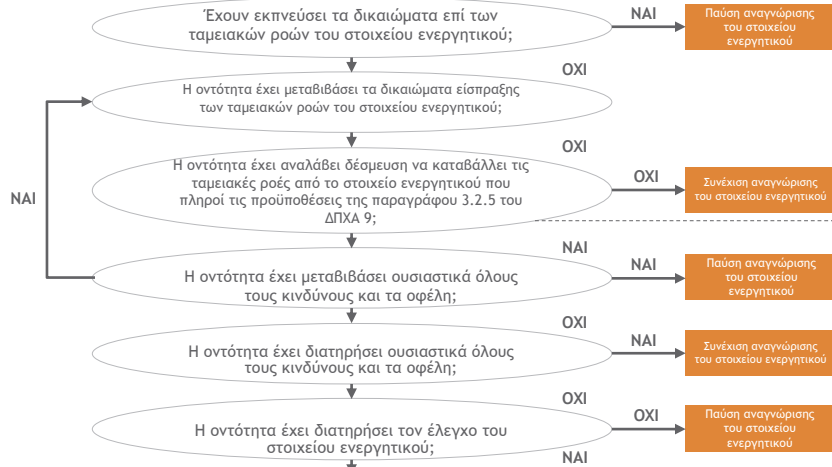 Έχουν εκπνεύσει τα δικαιώματα επί των
ταμειακών ροών του στοιχείου ενεργητικού;
ΝΑΙ
Παύση αναγνώρισης
του στοιχείου
ενεργητικού
ΟΧΙ
Η οντότητα έχει μεταβιβάσει τα δικαιώματα είσπραξης
των ταμειακών ροών του στοιχείου ενεργητικού;
ΟΧΙ
Η οντότητα έχει αναλάβει δέσμευση να καταβάλλει τις
ταμειακές ροές από το στοιχείο ενεργητικού που
πληροί τις προϋποθέσεις της παραγράφου 3.2.5 του
ΔΠΧΑ 9;
ΟΧΙ
Συνέχιση αναγνώρισης
του στοιχείου ενεργητικού
ΝΑΙ
ΝΑΙ
Η οντότητα έχει μεταβιβάσει ουσιαστικά όλους
τους κινδύνους και τα οφέλη;
ΝΑΙ
Παύση αναγνώρισης
του στοιχείου
ενεργητικού
ΟΧΙ
Η οντότητα έχει διατηρήσει ουσιαστικά όλους
τους κινδύνους και τα οφέλη;
ΝΑΙ
Συνέχιση αναγνώρισης
του στοιχείου ενεργητικού
ΟΧΙ
Η οντότητα έχει διατηρήσει τον έλεγχο του
στοιχείου ενεργητικού;
ΟΧΙ
Παύση αναγνώρισης
του στοιχείου
ενεργητικού
ΝΑΙ